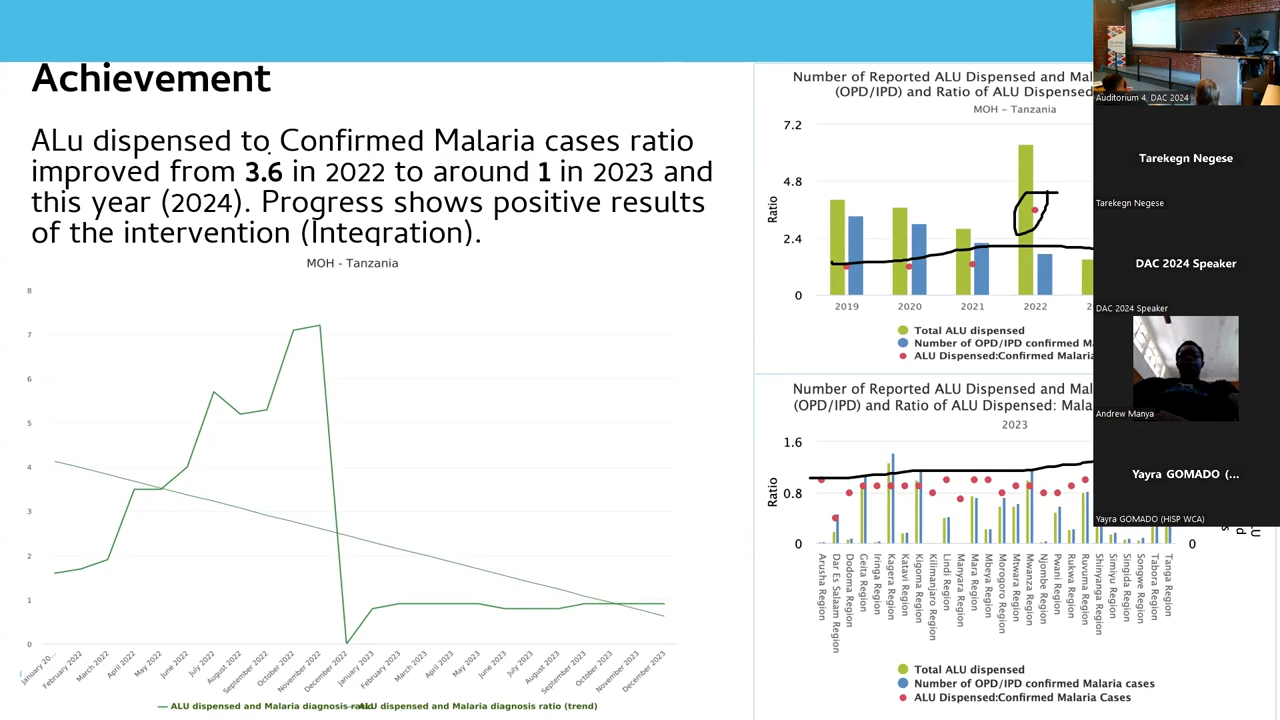 Achievement
ALu dispensed to Confirmed Malaria cases ratio
improved from 3.6 in 2022 to around 1 in 2023 and
this year (2024). Progress shows positive results
of the intervention (Integration).
MOH - Tanzania
8
7
6
5
4
3
2
1
0
January 20...
February 2022
March 2022
April 2022
May 2022
June 2022
July 2022
August 2022
September 2022
October 2022
November 2022
December 2022
January 2023
February 2023
March 2023
April 2023
May 2023
June 2023
July 2023
August 2023
September 2023
October 2023
November 2023
December 2023
ALU dispensed and Malaria diagnosis ratio
ALU dispensed and Malaria diagnosis ratio (trend)
Number of Reported ALU Dispensed and Mal
(OPD/IPD) and Ratio of ALU Dispensed
MOH – Tanzania
Ratio
7.2
4.8
2.4
0
2019
2020
2021
2022
2
Total ALU dispensed
Number of OPD/IPD confirmed M
ALU Dispensed:Confirmed Malaria
Number of Reported ALU Dispensed and Mal
(OPD/IPD) and Ratio of ALU Dispensed: Mala
2023
Ratio
1.6
0.8
0
0
Arusha Region
Dar Es Salaam Region
Dodoma Region
Geita Region
Iringa Region
Kagera Region
Katavi Region
Kigoma Region
Kilimanjaro Region
Lindi Region
Manyara Region
Mara Region
Mbeya Region
Morogoro Region
Mtwara Region
Mwanza Region
Njombe Region
Pwani Region
Rukwa Region
Ruvuma Region
Shinyanga Region
Simiyu Region
Singida Region
Songwe Region
Tabora Region
Tanga Region
Total ALU dispensed
Number of OPD/IPD confirmed Malaria cases
ALU Dispensed:Confirmed Malaria Cases
Auditorium 4, DAC 2024
Tarekegn Negese
Tarekegn Negese
DAC 2024 Speaker
DAC 2024 Speaker
Andrew Manya
Yayra GOMADO (...
Yayra GOMADO (HISP WCA)